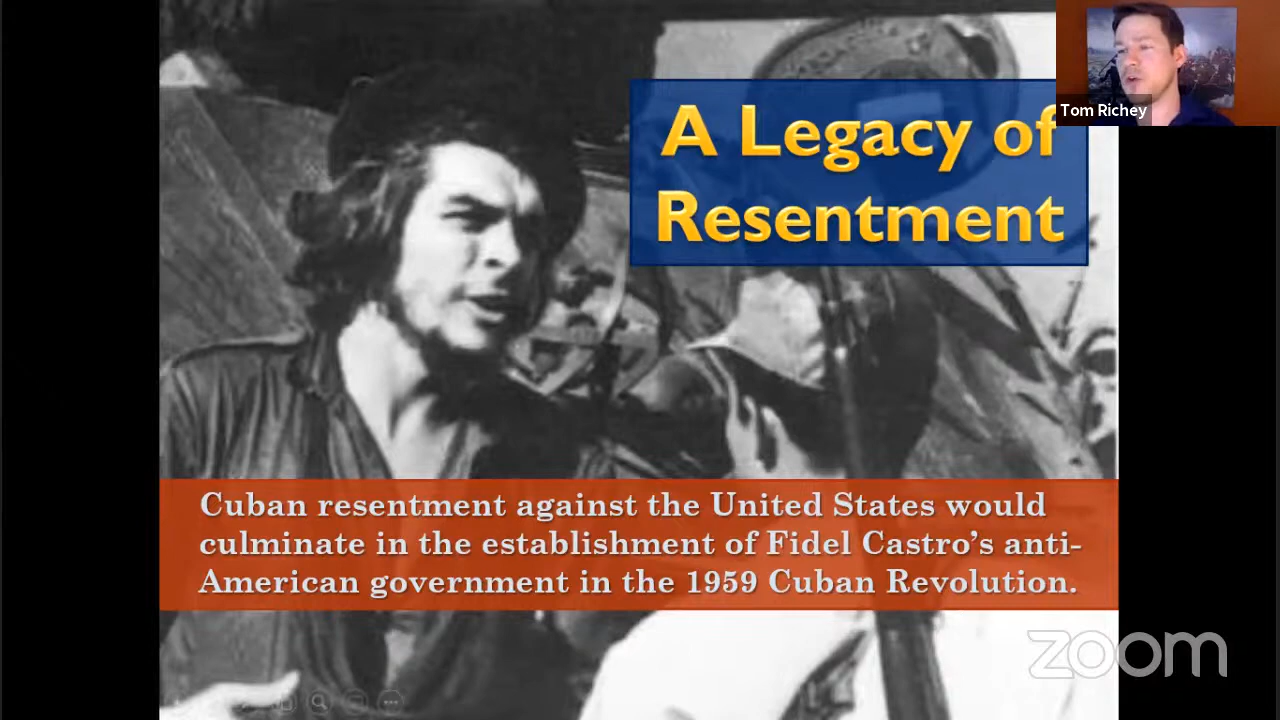 A Legacy of
Resentment
Tom Richey
Cuban resentment against the United States would
culminate in the establishment of Fidel Castro’s anti-
American government in the 1959 Cuban Revolution.
zoom